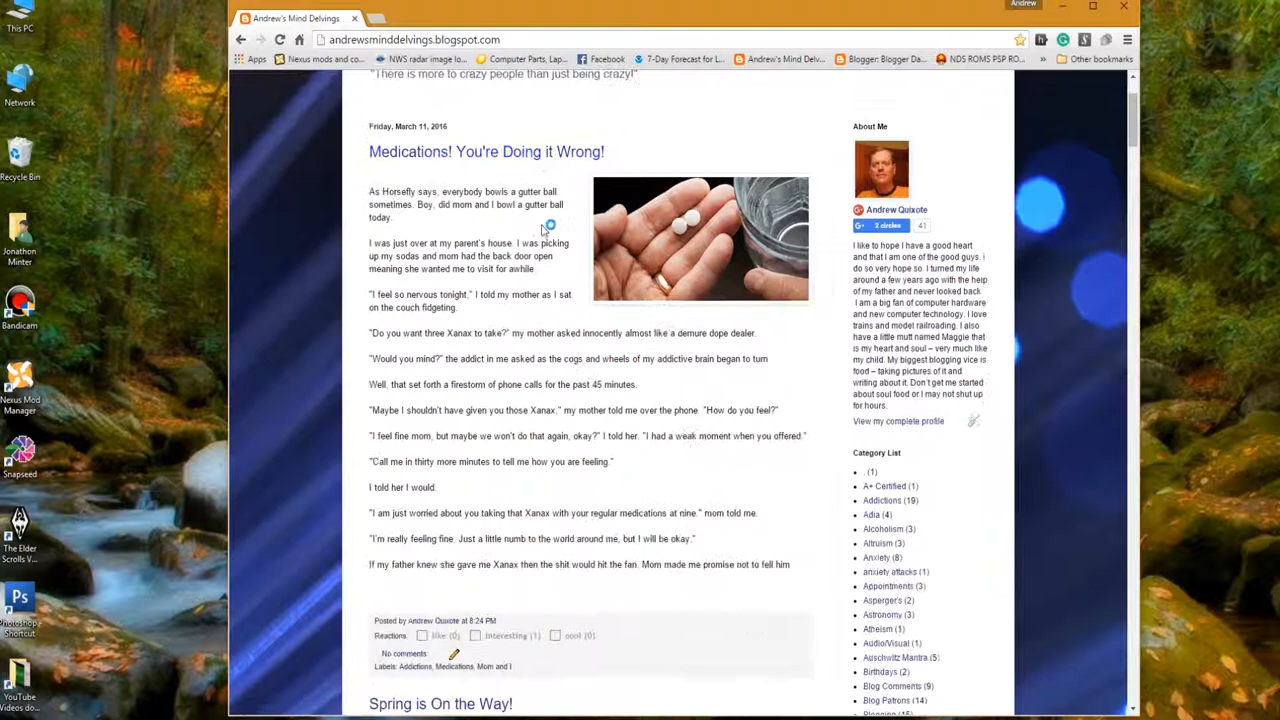 Andrew
This PC
Network
Recycle Bin
Jonathon
Minter
Bandicam
Nexus Mod
Manager
Snapseed
The Elder
Scrolls V...
Photoshop
Shortcut
YouTube
Videos do...
Andrew's Mind Delvings
andrewsminddelvings.blogspot.com
Apps
Nexus mods and co...
NWS radar image lo...
Computer Parts, Lap...
Facebook
7-Day Forecast for L...
Andrew's Mind Delv...
Blogger: Blogger Da...
NDS ROMS PSP RO...
»
Other bookmarks
"There is more to crazy people than just being crazy!"
Friday, March 11, 2016
Medications! You're Doing it Wrong!
As Horsefly says, everybody bowls a gutter ball
sometimes. Boy, did mom and I bowl a gutter ball
today.
I was just over at my parent's house. I was picking
up my sodas and mom had the back door open
meaning she wanted me to visit for awhile
"I feel so nervous tonight," I told my mother as I sat
on the couch fidgeting.
"Do you want three Xanax to take?" my mother asked innocently almost like a demure dope dealer.
"Would you mind?" the addict in me asked as the cogs and wheels of my addictive brain began to turn
Well, that set forth a firestorm of phone calls for the past 45 minutes.
"Maybe I shouldn't have given you those Xanax," my mother told me over the phone. "How do you feel?"
"I feel fine mom, but maybe we won't do that again, okay?" I told her. "I had a weak moment when you offered."
"Call me in thirty more minutes to tell me how you are feeling."
I told her I would.
"I am just worried about you taking that Xanax with your regular medications at nine." mom told me.
"I'm really feeling fine. Just a little numb to the world around me, but I will be okay."
If my father knew she gave me Xanax then the shit would hit the fan. Mom made me promise not to tell him
Posted by Andrew Quixote at 8:24 PM
Reactions: like (0) interesting (1) cool (0)
No comments:
Labels: Addictions, Medications, Mom and I
Spring is On the Way!
About Me
Andrew Quixote
G+ 2 circles 41
I like to hope I have a good heart
and that I am one of the good guys. i
do so very hope so. I turned my life
around a few years ago with the help
of my father and never looked back
I am a big fan of computer hardware
and new computer technology. I love
trains and model railroading. I also
have a little mutt named Maggie that
is my heart and soul – very much like
my child. My biggest blogging vice is
food – taking pictures of it and
writing about it. Don't get me started
about soul food or I may not shut up
for hours.
View my complete profile
Category List
. (1)
A+ Certified (1)
Addictions (19)
Adia (4)
Alcoholism (3)
Altruism (3)
Anxiety (8)
anxiety attacks (1)
Appointments (3)
Asperger's (2)
Astronomy (3)
Atheism (1)
Audio/Visual (1)
Auschwitz Mantra (5)
Birthdays (2)
Blog Comments (9)
Blog Patrons (14)
Blogging (15)